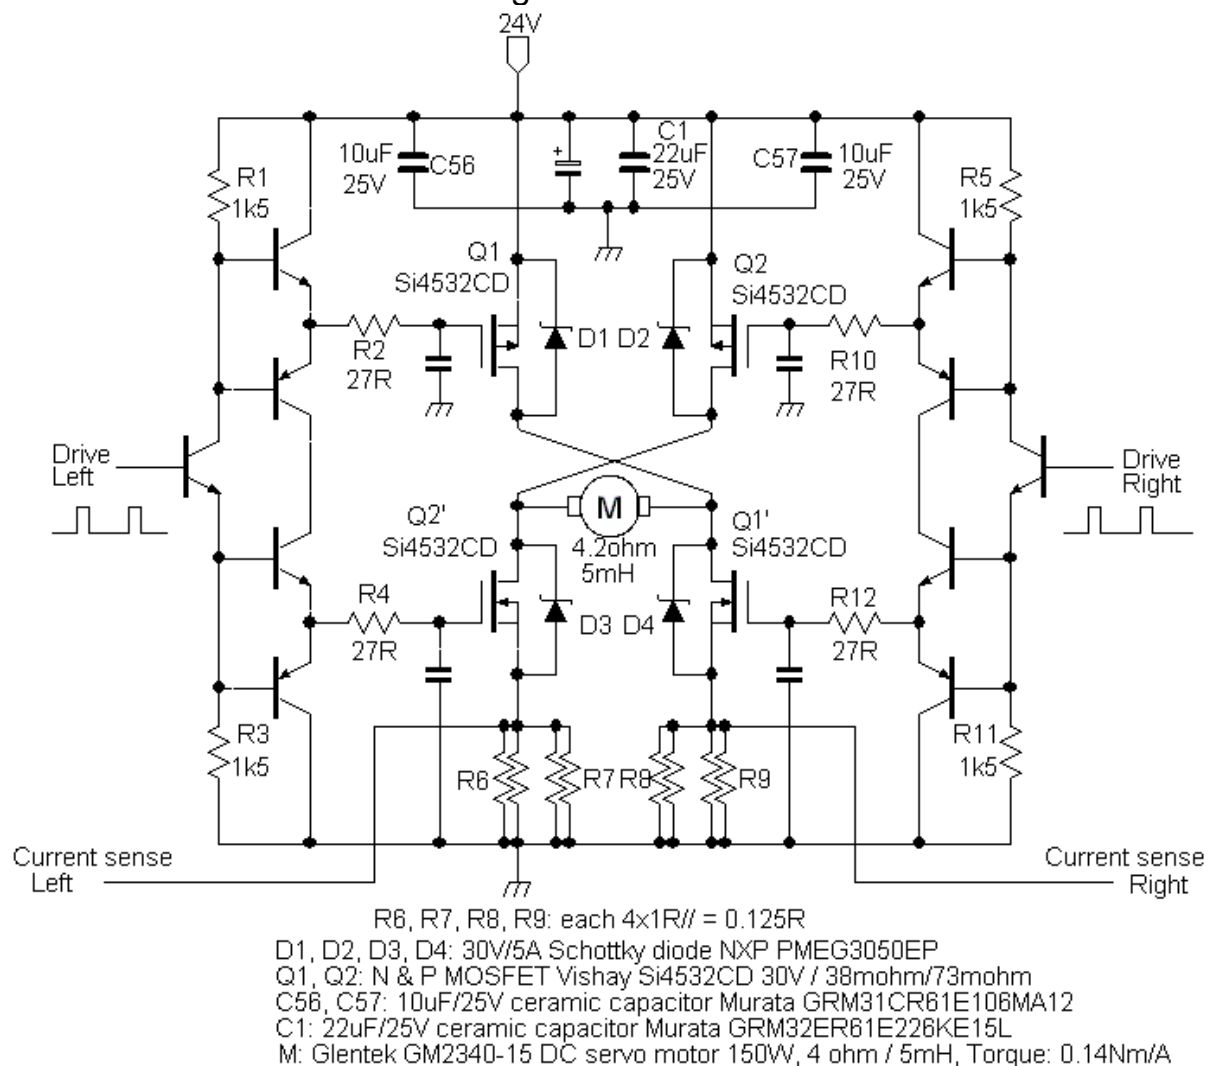 24V
C1
10uF
25V
C56
+
22uF
25V
C57
10uF
25V
R1
1k5
R5
1k5
Q1
Si4532CD
Q2
Si4532CD
D1 D2
R2
27R
R10
27R
Drive
Left
Drive
Right
M
Q2'
Si4532CD
4.2ohm
5mH
Q1'
Si4532CD
R4
27R
D3 D4
R12
27R
R3
1k5
R6
R7
R8
R9
R11
1k5
Current sense
Left
Current sense
Right
R6, R7, R8, R9: each 4x1R// = 0.125R
D1, D2, D3, D4: 30V/5A Schottky diode NXP PMEG3050EP
Q1, Q2: N & P MOSFET Vishay Si4532CD 30V / 38mohm/73mohm
C56, C57: 10uF/25V ceramic capacitor Murata GRM31CR61E106MA12
C1: 22uF/25V ceramic capacitor Murata GRM32ER61E226KE15L
M: Glentek GM2340-15 DC servo motor 150W, 4 ohm / 5mH, Torque: 0.14Nm/A